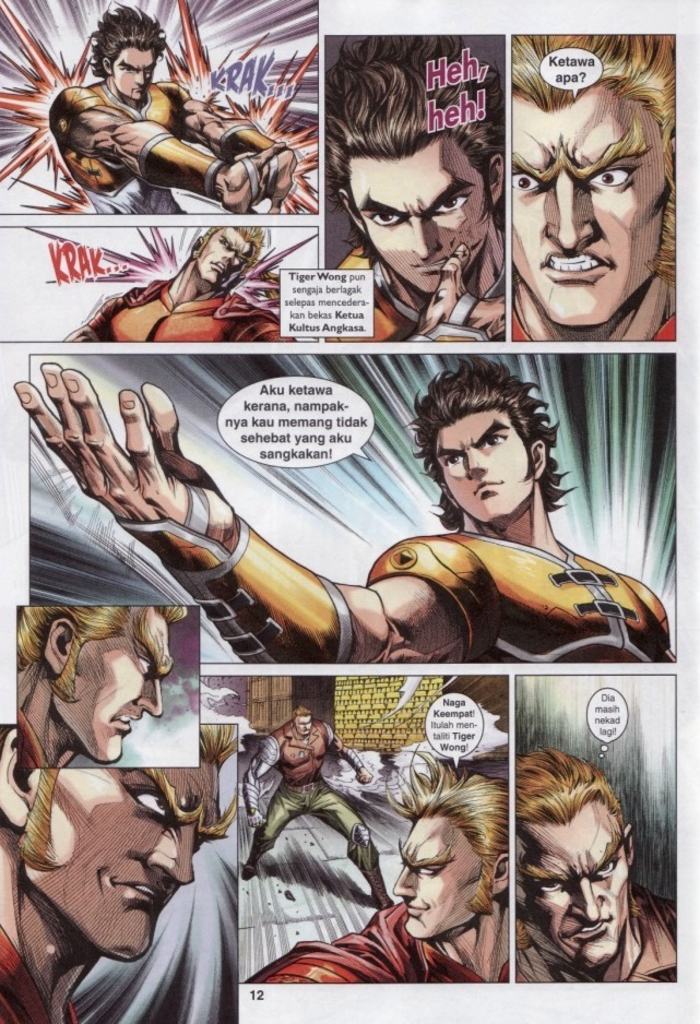 KRAK...
Heh,
heh!
Ketawa
apa?
KRAK...
Tiger Wong pun
sengaja berlagak
selepas mencedera-
kan bekas Ketua
Kultus Angkasa.
Aku ketawa
kerana, nampak-
nya kau memang tidak
sehebat yang aku
sangkakan!
Naga
Keempat!
Itulah men-
taliti Tiger
Wong!
Dia
masih
nekad
lagi!
12